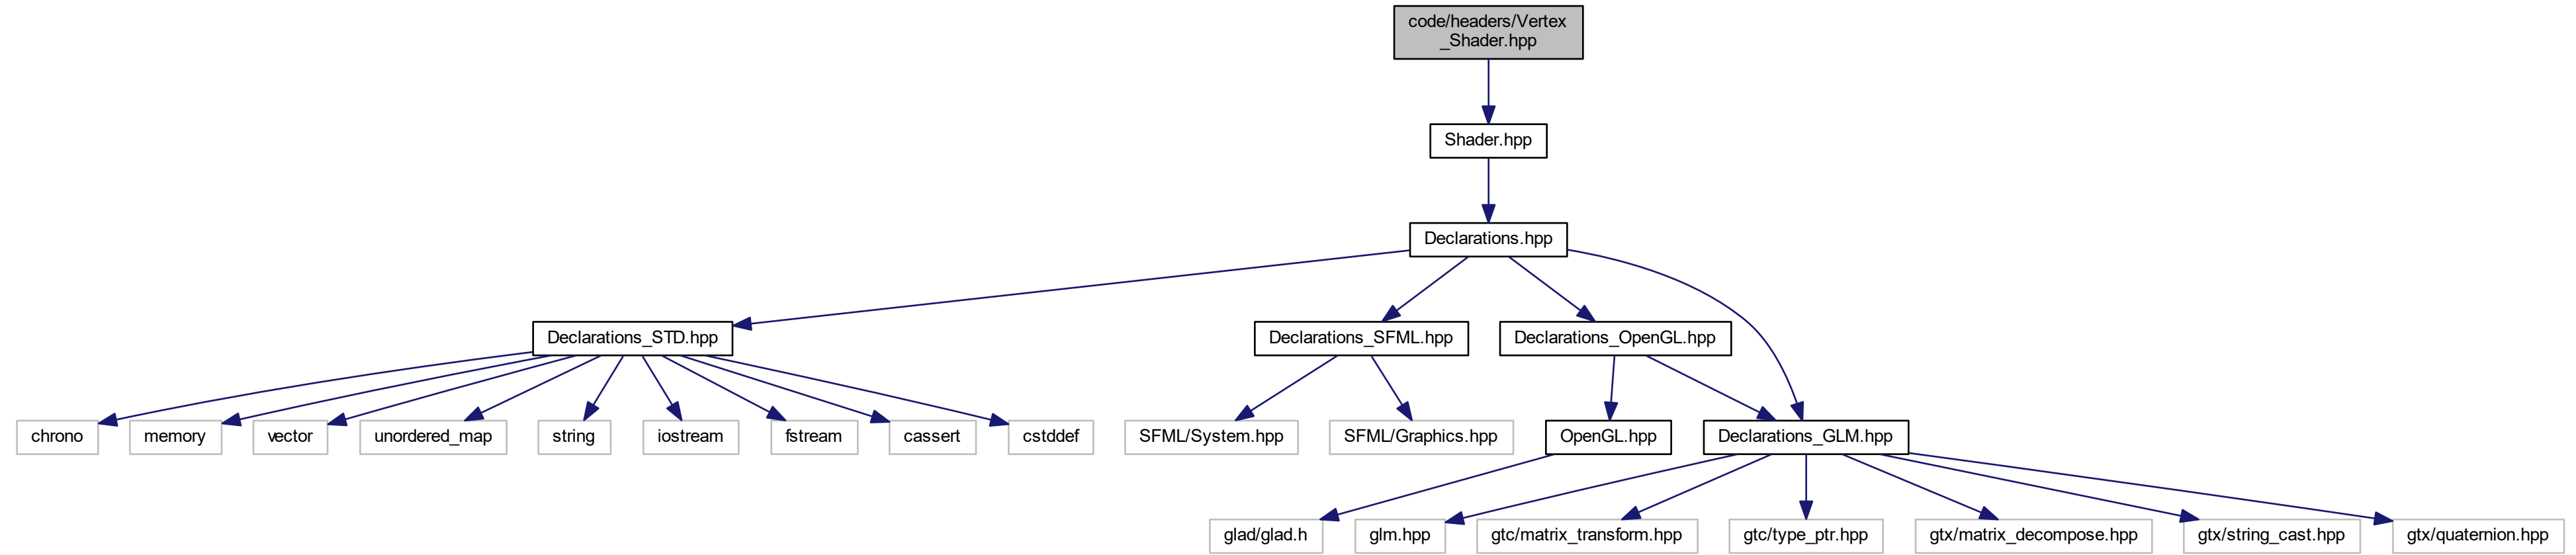 code/headers/Vertex
_Shader.hpp
Shader.hpp
Declarations.hpp
Declarations_STD.hpp
Declarations_SFML.hpp
Declarations_OpenGL.hpp
chrono
memory
vector
unordered_map
string
iostream
fstream
cassert
cstddef
SFML/System.hpp
SFML/Graphics.hpp
OpenGL.hpp
Declarations_GLM.hpp
glad/glad.h
glm.hpp
gtc/matrix_transform.hpp
gtc/type_ptr.hpp
gtx/matrix_decompose.hpp
gtx/string_cast.hpp
gtx/quaternion.hpp